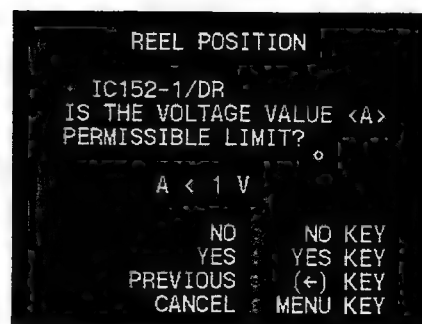 REEL POSITION
IC152-1/DR
IS THE VOLTAGE VALUE <A>
PERMISSIBLE LIMIT?
A < 1 V
NO : NO KEY
YES : YES KEY
PREVIOUS : (←) KEY
CANCEL : MENU KEY